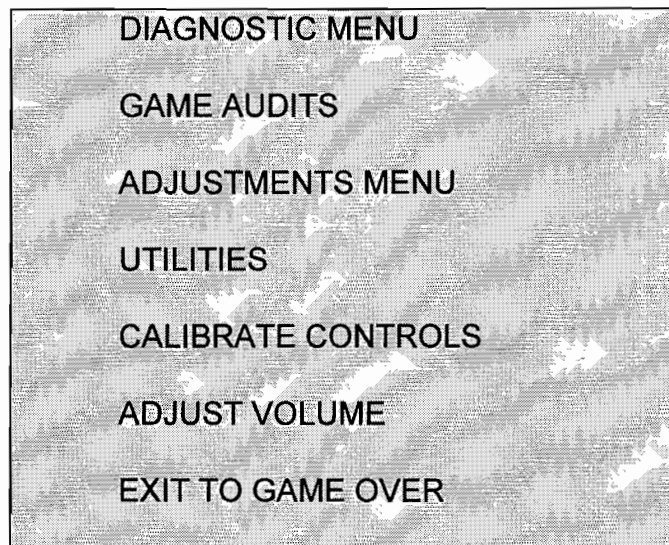 DIAGNOSTIC MENU
GAME AUDITS
ADJUSTMENTS MENU
UTILITIES
CALIBRATE CONTROLS
ADJUST VOLUME
EXIT TO GAME OVER